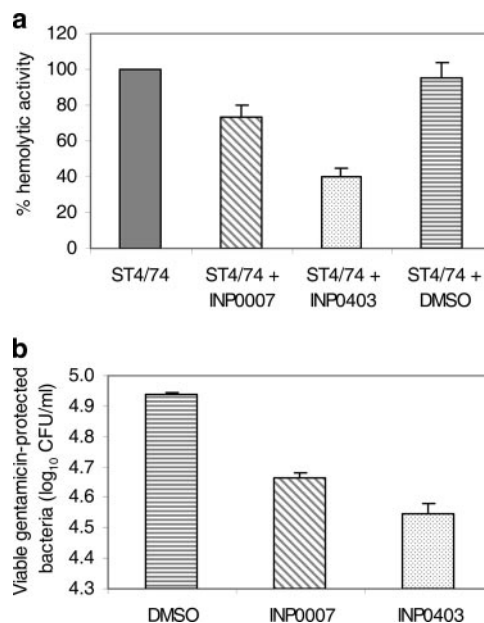 a
% hemolytic activity
120
100
80
60
40
20
0
ST4/74
ST4/74 +
INP0007
ST4/74 +
INP0403
ST4/74 +
DMSO
b
Viable gentamicin-protected
bacteria (log₁₀ CFU/ml)
5.0
4.9
4.8
4.7
4.6
4.5
4.4
4.3
DMSO
INP0007
INP0403